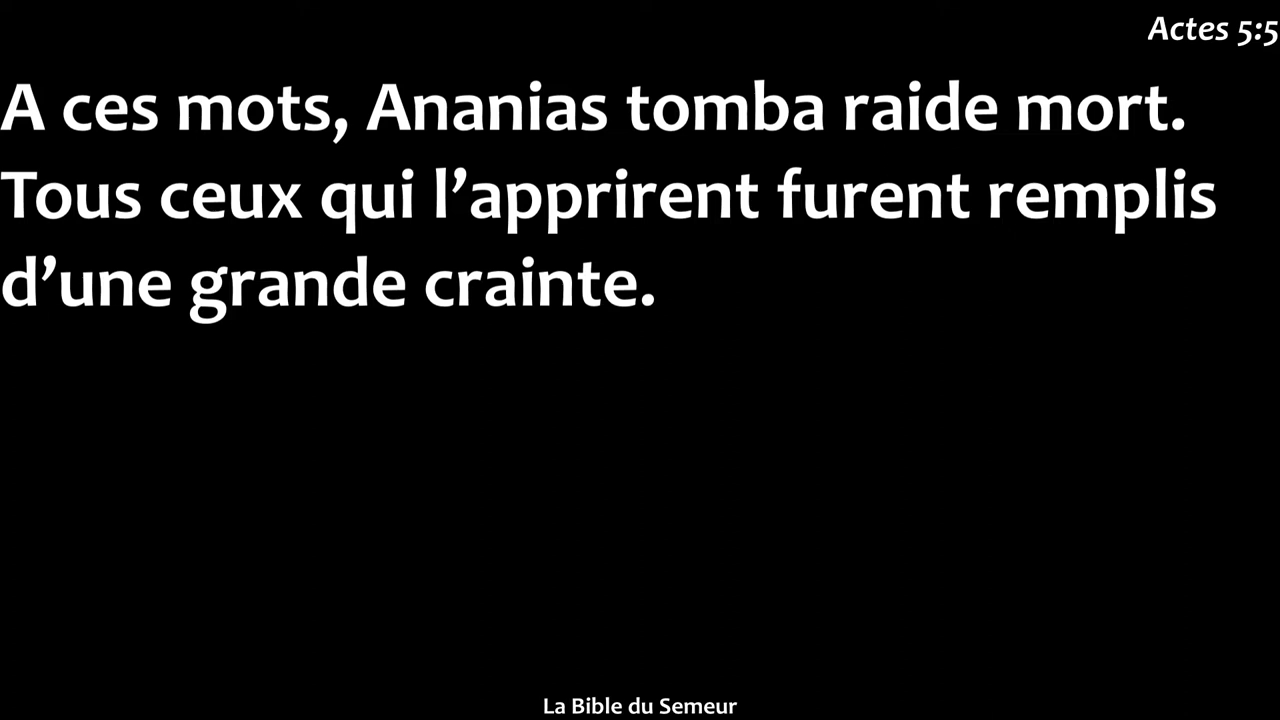 Actes 5:5
A ces mots, Ananias tomba raide mort.
Tous ceux qui l’apprirent furent remplis
d’une grande crainte.
La Bible du Semeur